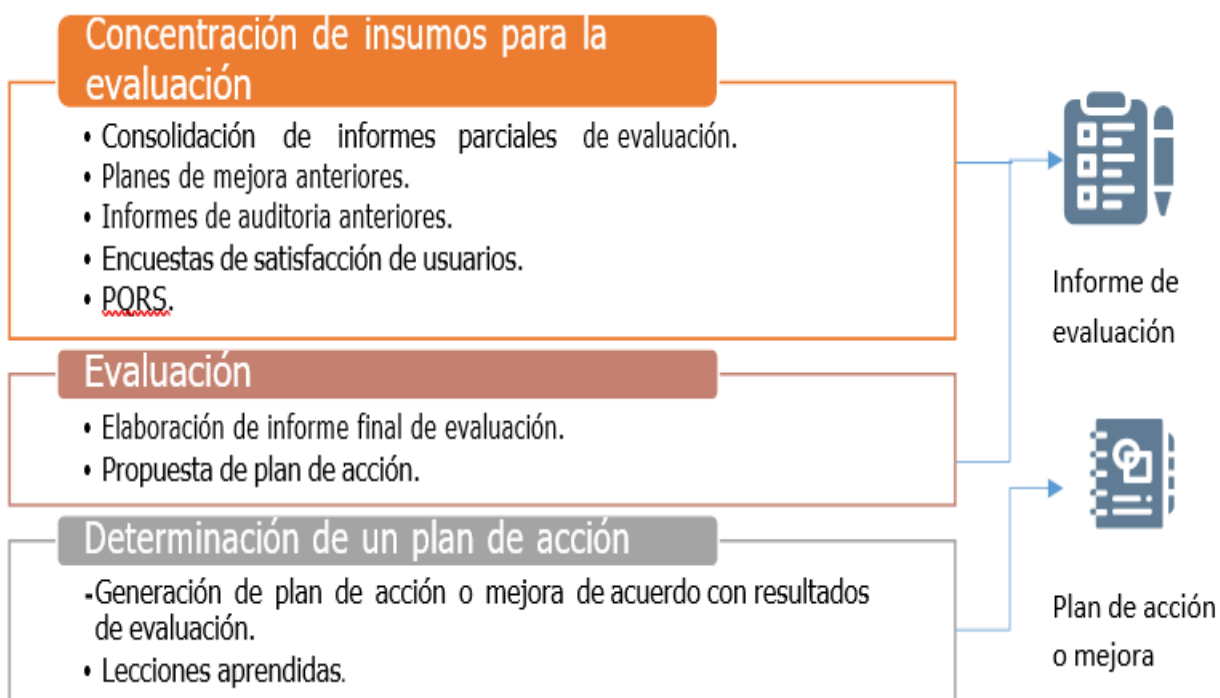 Concentración de insumos para la
evaluación
• Consolidación de informes parciales de evaluación.
• Planes de mejora anteriores.
• Informes de auditoria anteriores.
• Encuestas de satisfacción de usuarios.
• PQRS.
Informe de
evaluación
Evaluación
• Elaboración de informe final de evaluación.
• Propuesta de plan de acción.
Determinación de un plan de acción
-Generación de plan de acción o mejora de acuerdo con resultados
de evaluación.
• Lecciones aprendidas.
Plan de acción
o mejora